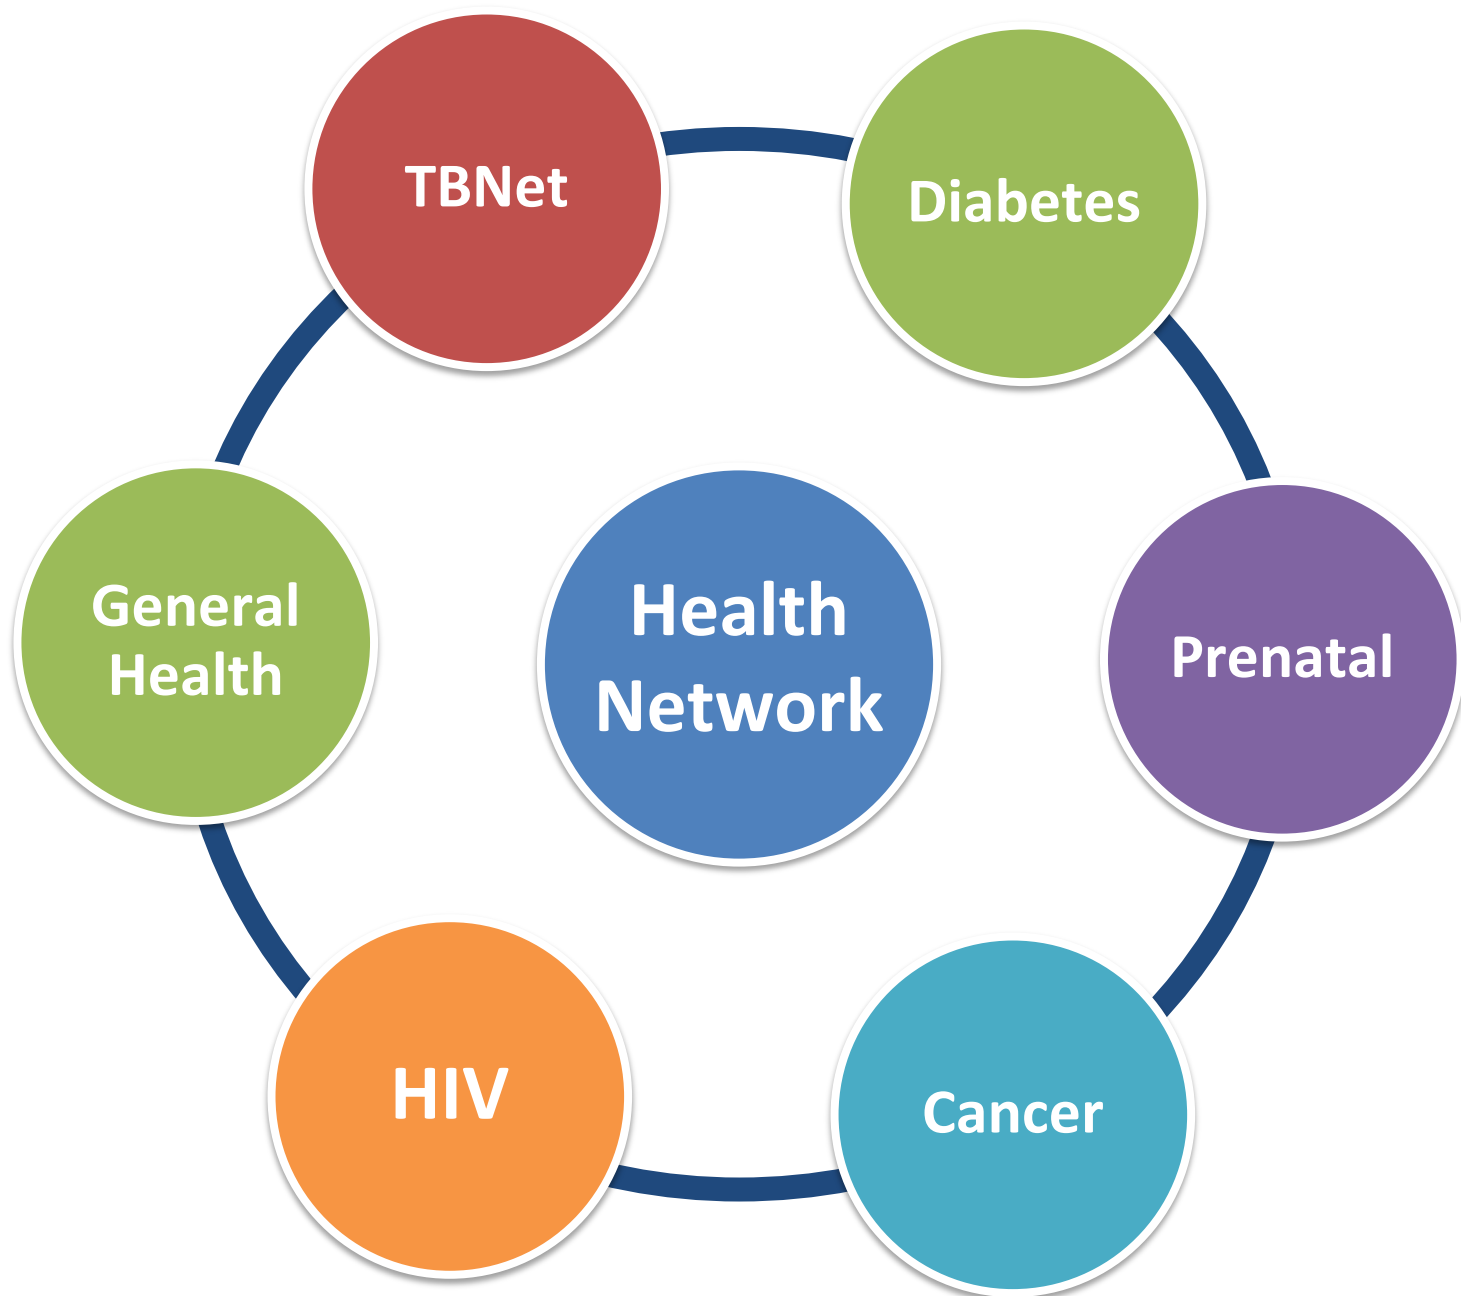 TBNet
Diabetes
General
Health
Health
Network
Prenatal
HIV
Cancer